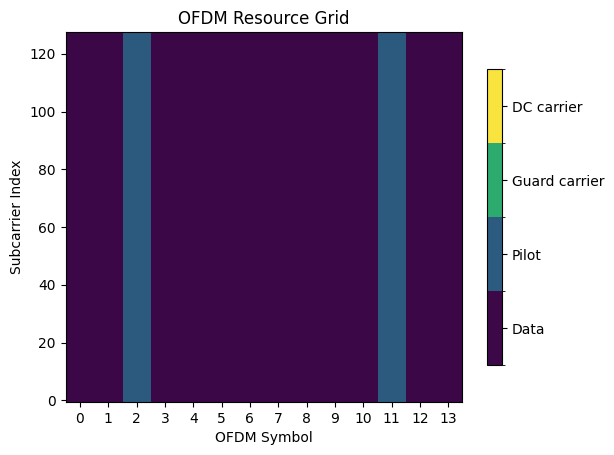 OFDM Resource Grid
120
100
80
60
40
20
0
Subcarrier Index
0 1 2 3 4 5 6 7 8 9 10 11 12 13
OFDM Symbol
DC carrier
Guard carrier
Pilot
Data